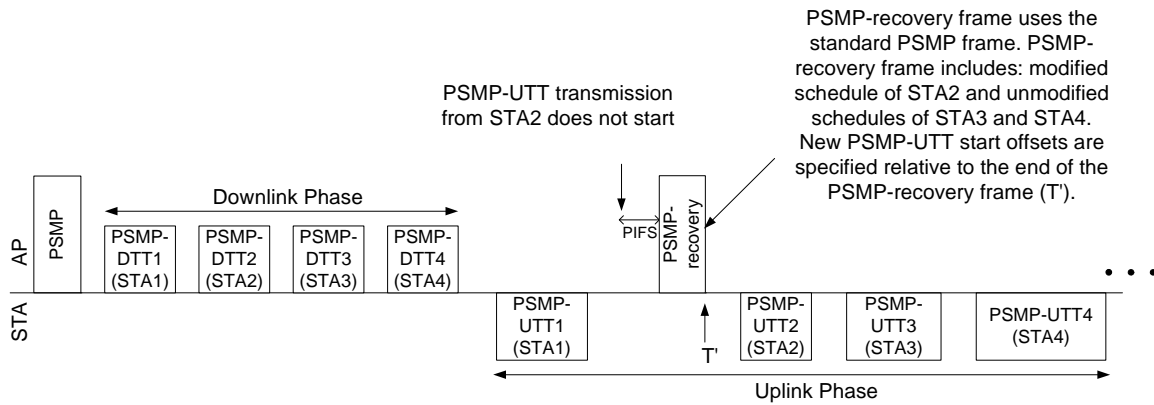 PSMP-recovery frame uses the
standard PSMP frame. PSMP-
recovery frame includes: modified
schedule of STA2 and unmodified
schedules of STA3 and STA4.
New PSMP-UTT start offsets are
specified relative to the end of the
PSMP-recovery frame (T').
PSMP-UTT transmission
from STA2 does not start
Downlink Phase
AP
STA
PSMP
PSMP-
DTT1
(STA1)
PSMP-
DTT2
(STA2)
PSMP-
DTT3
(STA3)
PSMP-
DTT4
(STA4)
PIFS
PSMP-
recovery
• • •
PSMP-
UTT1
(STA1)
T'
PSMP-
UTT2
(STA2)
PSMP-
UTT3
(STA3)
PSMP-UTT4
(STA4)
Uplink Phase